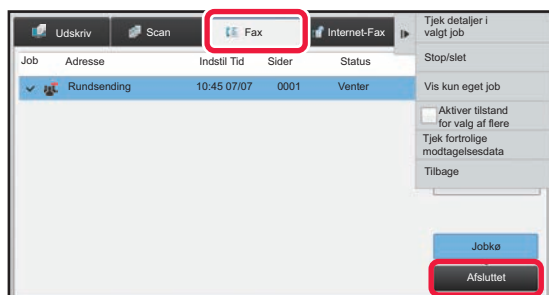 Udskriv Scan Fax Internet-Fax
Job Adresse Indstil Tid Sider Status
Rundsending 10:45 07/07 0001 Venter
Tjek detaljer i
valgt job
Stop/slet
Vis kun eget job
Aktiver tilstand
for valg af flere
Tjek fortrolige
modtagelsesdata
Tilbage
Jobkø
Afsluttet